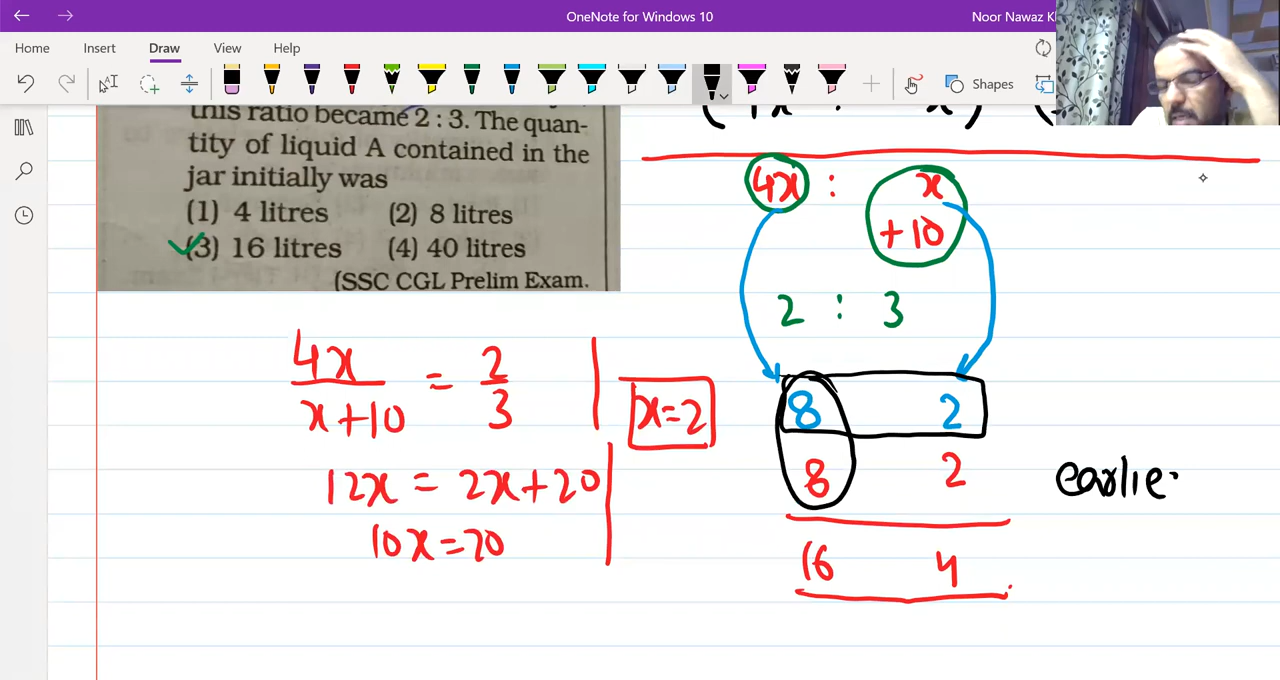 OneNote for Windows 10
Noor Nawaz K
Home Insert Draw View Help
Shapes
this ratio became 2 : 3. The quan-
tity of liquid A contained in the
jar initially was
(1) 4 litres (2) 8 litres
(3) 16 litres (4) 40 litres
(SSC CGL Prelim Exam.
4x : x
+10
2 : 3
4x/x+10 = 2/3
12x = 2x+20
10x=20
x=2
8 2
8 2
16 4
earlie